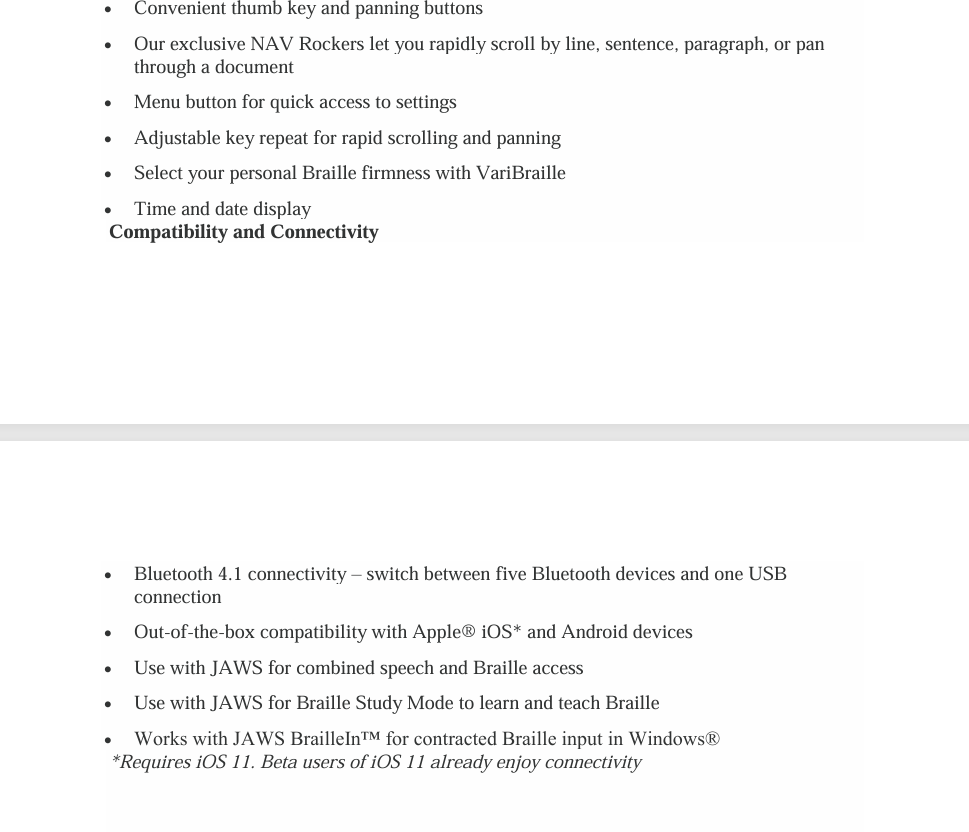 • Convenient thumb key and panning buttons
• Our exclusive NAV Rockers let you rapidly scroll by line, sentence, paragraph, or pan
through a document
• Menu button for quick access to settings
• Adjustable key repeat for rapid scrolling and panning
• Select your personal Braille firmness with VariBraille
• Time and date display
Compatibility and Connectivity
• Bluetooth 4.1 connectivity – switch between five Bluetooth devices and one USB
connection
• Out-of-the-box compatibility with Apple® iOS* and Android devices
• Use with JAWS for combined speech and Braille access
• Use with JAWS for Braille Study Mode to learn and teach Braille
• Works with JAWS BrailleIn™ for contracted Braille input in Windows®
*Requires iOS 11. Beta users of iOS 11 already enjoy connectivity